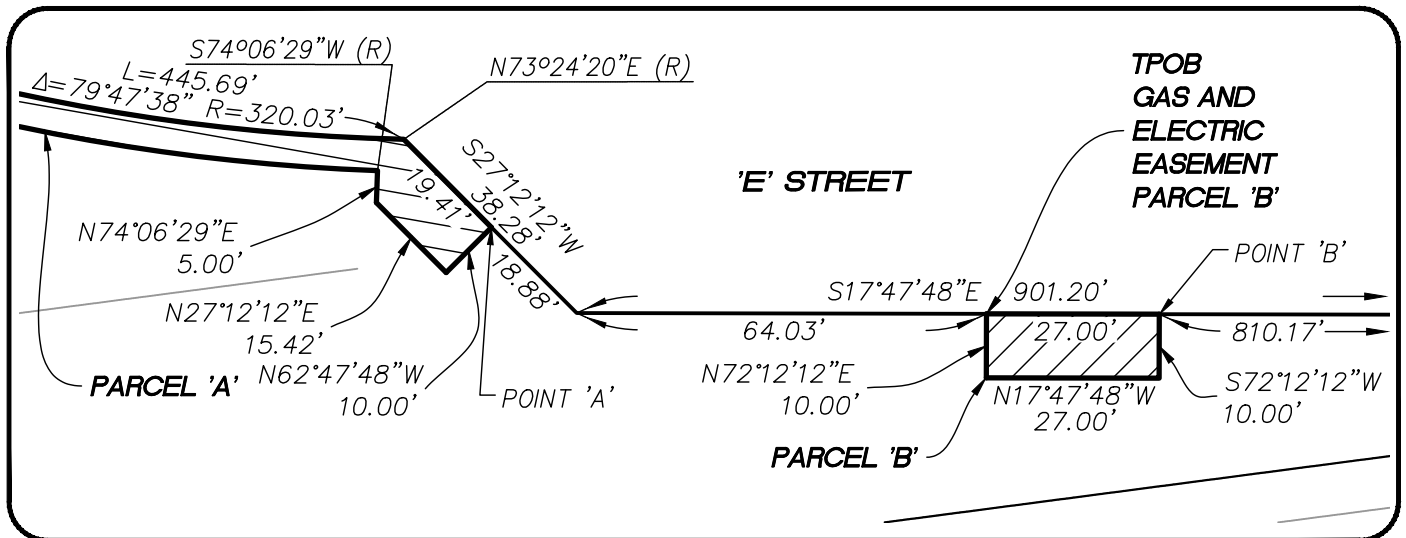 S74°06'29"W (R)
L=445.69'
Δ=79°47'38" R=320.03'
N73°24'20"E (R)
TPOB
GAS AND
ELECTRIC
EASEMENT
PARCEL 'B'
S27°12'12"W
38.28'
19.41'
18.88'
'E' STREET
N74°06'29"E
5.00'
POINT 'B'
N27°12'12"E
15.42'
S17°47'48"E 901.20'
64.03'
27.00'
810.17'
PARCEL 'A'
N62°47'48"W
10.00'
POINT 'A'
N72°12'12"E
10.00'
N17°47'48"W
27.00'
S72°12'12"W
10.00'
PARCEL 'B'